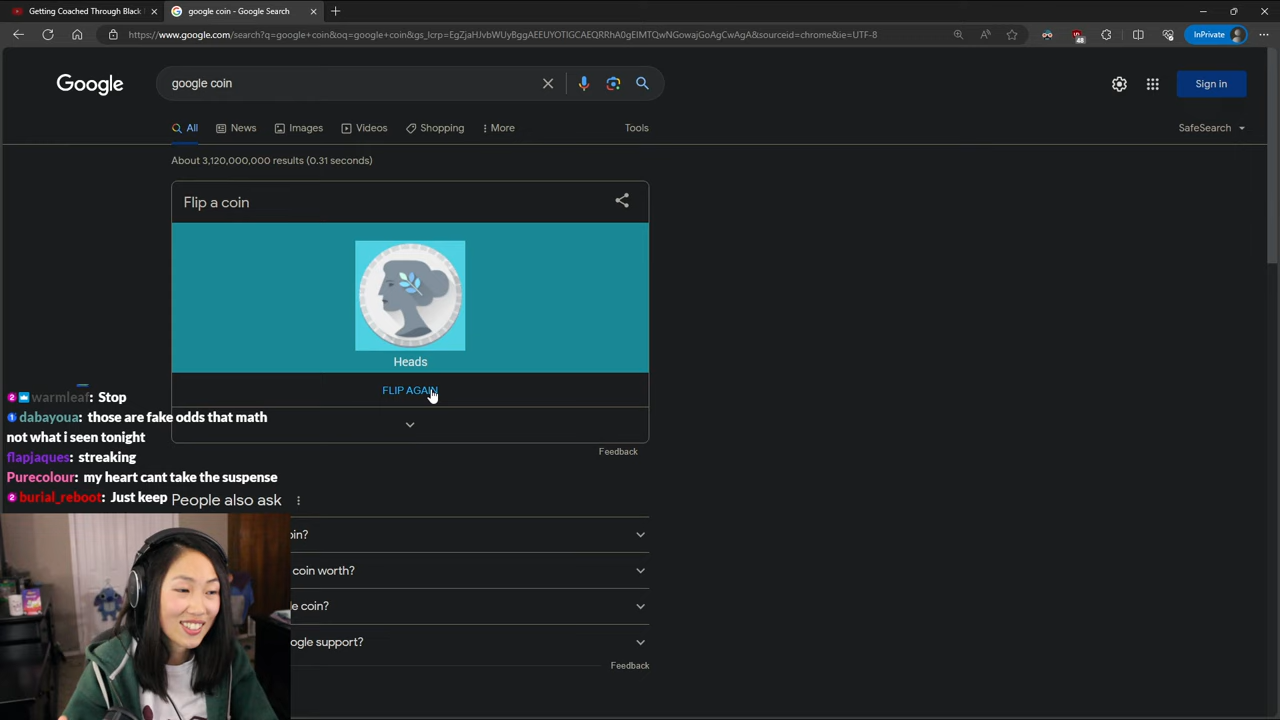 Getting Coached Through Black
google coin - Google Search
https://www.google.com/search?q=google+coin&oq=google+coin&gs_lcrp=EgZjaHJvbWUyBggAEEUYOTIGCAEQRRhA0gEIMTQwNGowajGoAgCwAgA&sourceid=chrome&ie=UTF-8
48
InPrivate
Google
google coin
Sign in
All
News
Images
Videos
Shopping
More
Tools
SafeSearch
About 3,120,000,000 results (0.31 seconds)
Flip a coin
Heads
FLIP AGAIN
2 warmleaf: Stop
1 dabayoua: those are fake odds that math
not what i seen tonight
flapjaques: streaking
Feedback
Purecolour: my heart cant take the suspense
2 burial_reboot: Just keep
People also ask
coin worth?
coin?
ogle support?
Feedback